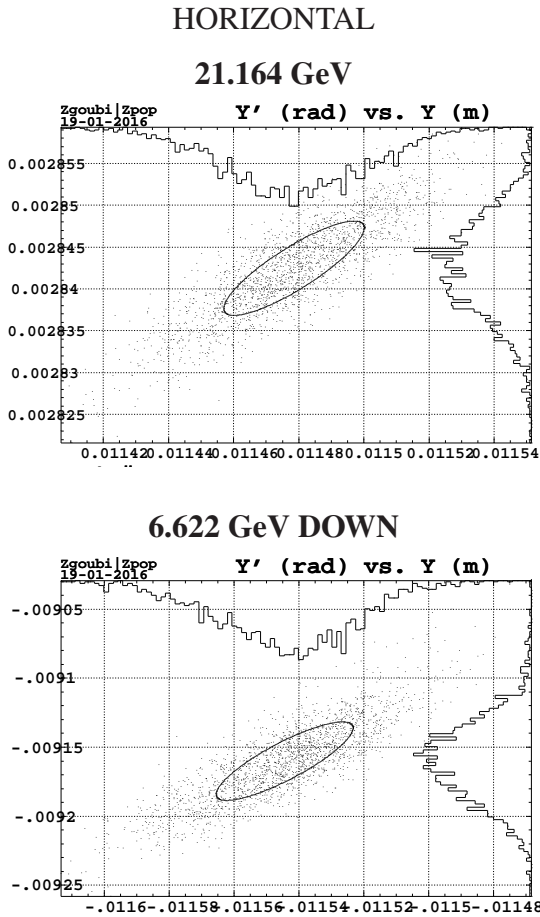 HORIZONTAL
21.164 GeV
Zgoubi|Zpop
19-01-2016
Y' (rad) vs. Y (m)
0.002855
0.00285
0.002845
0.00284
0.002835
0.00283
0.002825
0.01142 0.01144 0.01146 0.01148 0.0115 0.01152 0.01154
6.622 GeV DOWN
Zgoubi|Zpop
19-01-2016
Y' (rad) vs. Y (m)
-.00905
-.0091
-.00915
-.0092
-.00925
-.0116 -.01158 -.01156 -.01154 -.01152 -.0115 -.01148